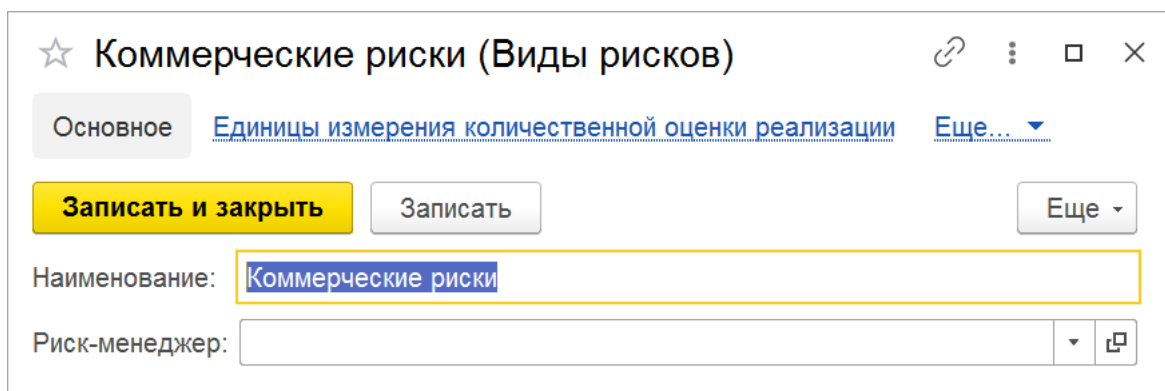 Коммерческие риски (Виды рисков)
Основное Единицы измерения количественной оценки реализации Еще...
Записать и закрыть Записать Еще
Наименование: Коммерческие риски
Риск-менеджер: